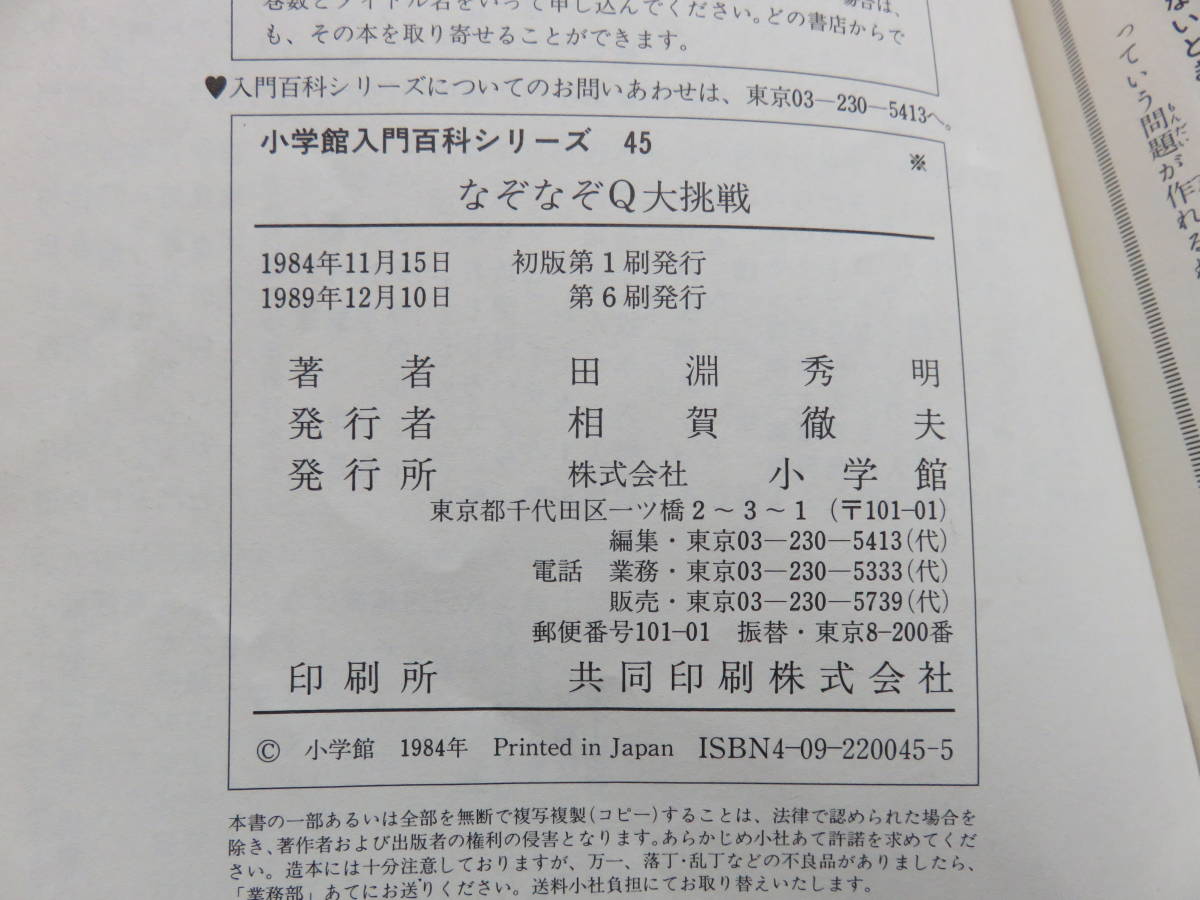 場合は、
巻数とタイトル名をいって申し込んでください。どの書店からで
も、その本を取り寄せることができます。
♥入門百科シリーズについてのお問いあわせは、東京03—230—5413へ。
小学館入門百科シリーズ 45
※
なぞなぞQ大挑戦
1984年11月15日 初版第1刷発行
1989年12月10日 第6刷発行
著者 田淵秀明
発行者 相賀徹夫
発行所 株式会社 小学館
東京都千代田区一ツ橋2～3～1 (〒101-01)
編集・東京03—230—5413(代)
電話 業務・東京03—230—5333(代)
販売・東京03—230—5739(代)
郵便番号101-01 振替・東京8-200番
印刷所 共同印刷株式会社
© 小学館 1984年 Printed in Japan ISBN4-09-220045-5
本書の一部あるいは全部を無断で複写複製(コピー)することは、法律で認められた場合を
除き、著作者および出版者の権利の侵害となります。あらかじめ小社あて許諾を求めてくだ
さい。造本には十分注意しておりますが、万一、落丁・乱丁などの不良品がありましたら、
「業務部」あてにお送りください。送料小社負担にてお取り替えいたします。
ないと
っていう問題が作れる